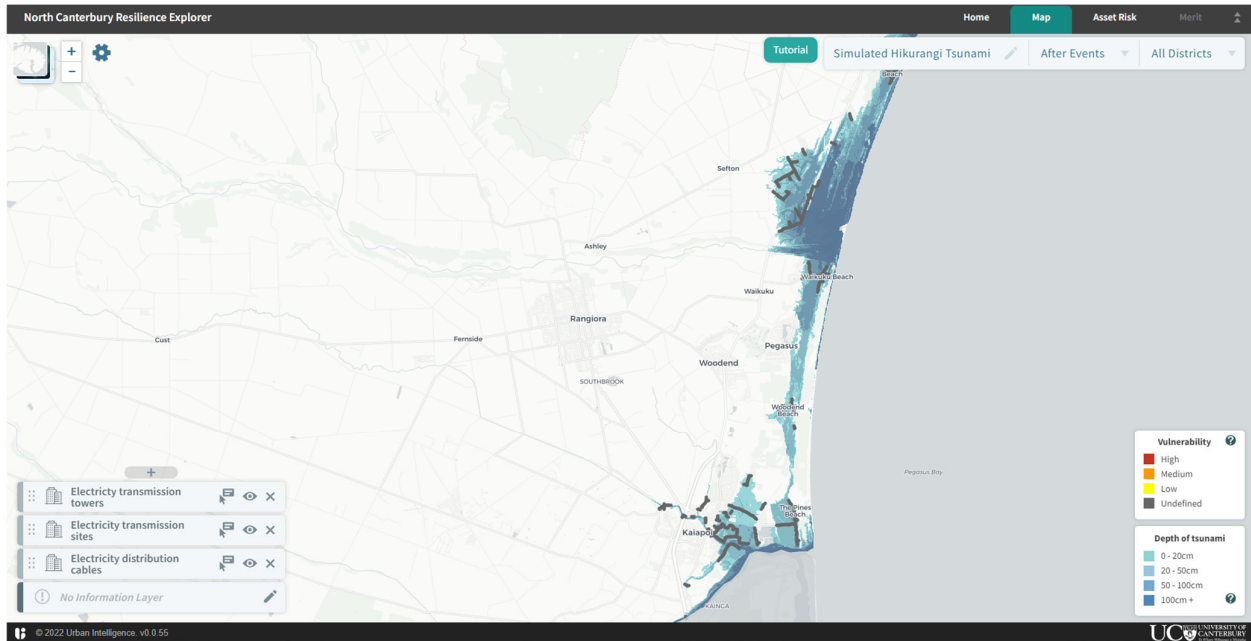 North Canterbury Resilience Explorer
Home
Map
Asset Risk
Merit
+
−
Tutorial
Simulated Hikurangi Tsunami
After Events
All Districts
Beach
Sefton
Ashley
Waikuku Beach
Waikuku
Rangiora
Cust
Fernside
Pegasus
Woodend
SOUTHBROOK
Woodend
Beach
Pegasus Bay
The Pines
Beach
Kaiapoi
KAINGA
+
Electricty transmission
towers
Electricity transmission
sites
Electricity distribution
cables
No Information Layer
Vulnerability
High
Medium
Low
Undefined
Depth of tsunami
0 - 20cm
20 - 50cm
50 - 100cm
100cm +
© 2022 Urban Intelligence. v0.0.55
UC
UNIVERSITY OF
CANTERBURY